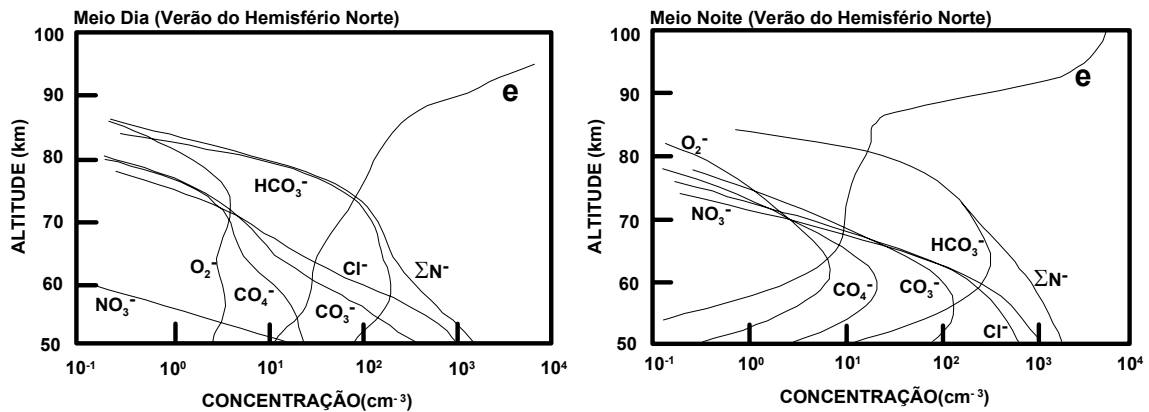 Meio Dia (Verão do Hemisfério Norte)
100
90
80
70
60
50
ALTITUDE (km)
e
HCO₃⁻
O₂⁻
Cl⁻
ΣN⁻
NO₃⁻
CO₄⁻
CO₃⁻
10⁻¹ 10⁰ 10¹ 10² 10³ 10⁴
CONCENTRAÇÃO(cm⁻³)
Meio Noite (Verão do Hemisfério Norte)
100
90
80
70
60
50
ALTITUDE (km)
e
O₂⁻
NO₃⁻
HCO₃⁻
ΣN⁻
CO₄⁻
CO₃⁻
Cl⁻
10⁻¹ 10⁰ 10¹ 10² 10³ 10⁴
CONCENTRAÇÃO(cm⁻³)